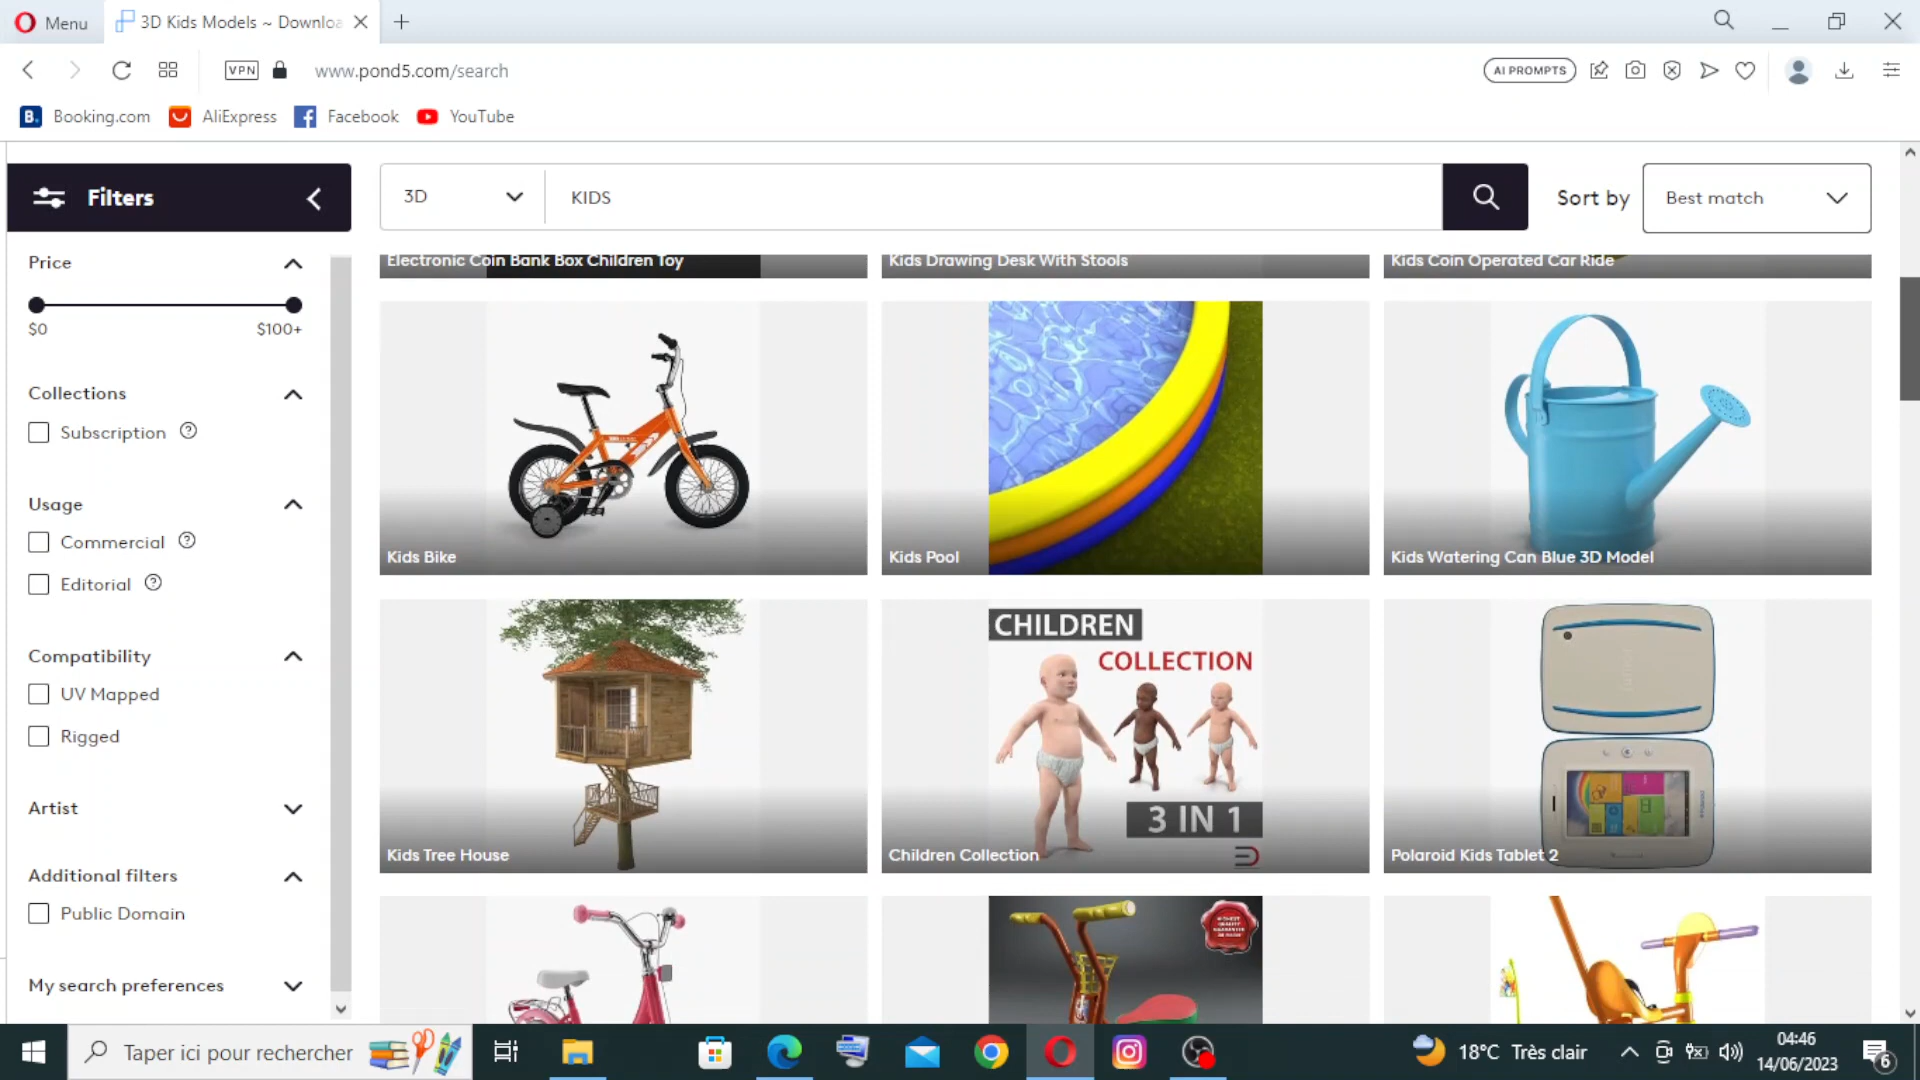 Menu
3D Kids Models ~ Downloa
VPN
www.pond5.com/search
AI PROMPTS
B. Booking.com
AliExpress
Facebook
YouTube
Filters
3D
KIDS
Sort by
Best match
Price
$0
$100+
Collections
Subscription
Usage
Commercial
Editorial
Compatibility
UV Mapped
Rigged
Artist
Additional filters
Public Domain
My search preferences
Electronic Coin Bank Box Children Toy
Kids Drawing Desk With Stools
Kids Coin Operated Car Ride
Kids Bike
Kids Pool
Kids Watering Can Blue 3D Model
Kids Tree House
CHILDREN
COLLECTION
3 IN 1
Children Collection
Polaroid Kids Tablet 2
Taper ici pour rechercher
18°C Très clair
04:46
14/06/2023
6